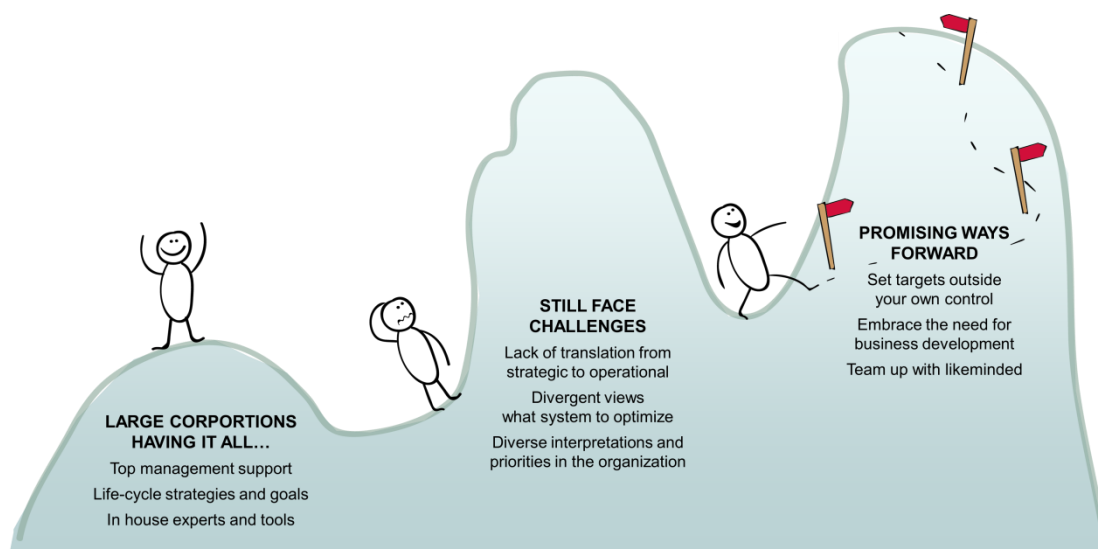 LARGE CORPORTIONS
HAVING IT ALL…
Top management support
Life-cycle strategies and goals
In house experts and tools
STILL FACE
CHALLENGES
Lack of translation from
strategic to operational
Divergent views
what system to optimize
Diverse interpretations and
priorities in the organization
PROMISING WAYS
FORWARD
Set targets outside
your own control
Embrace the need for
business development
Team up with likeminded